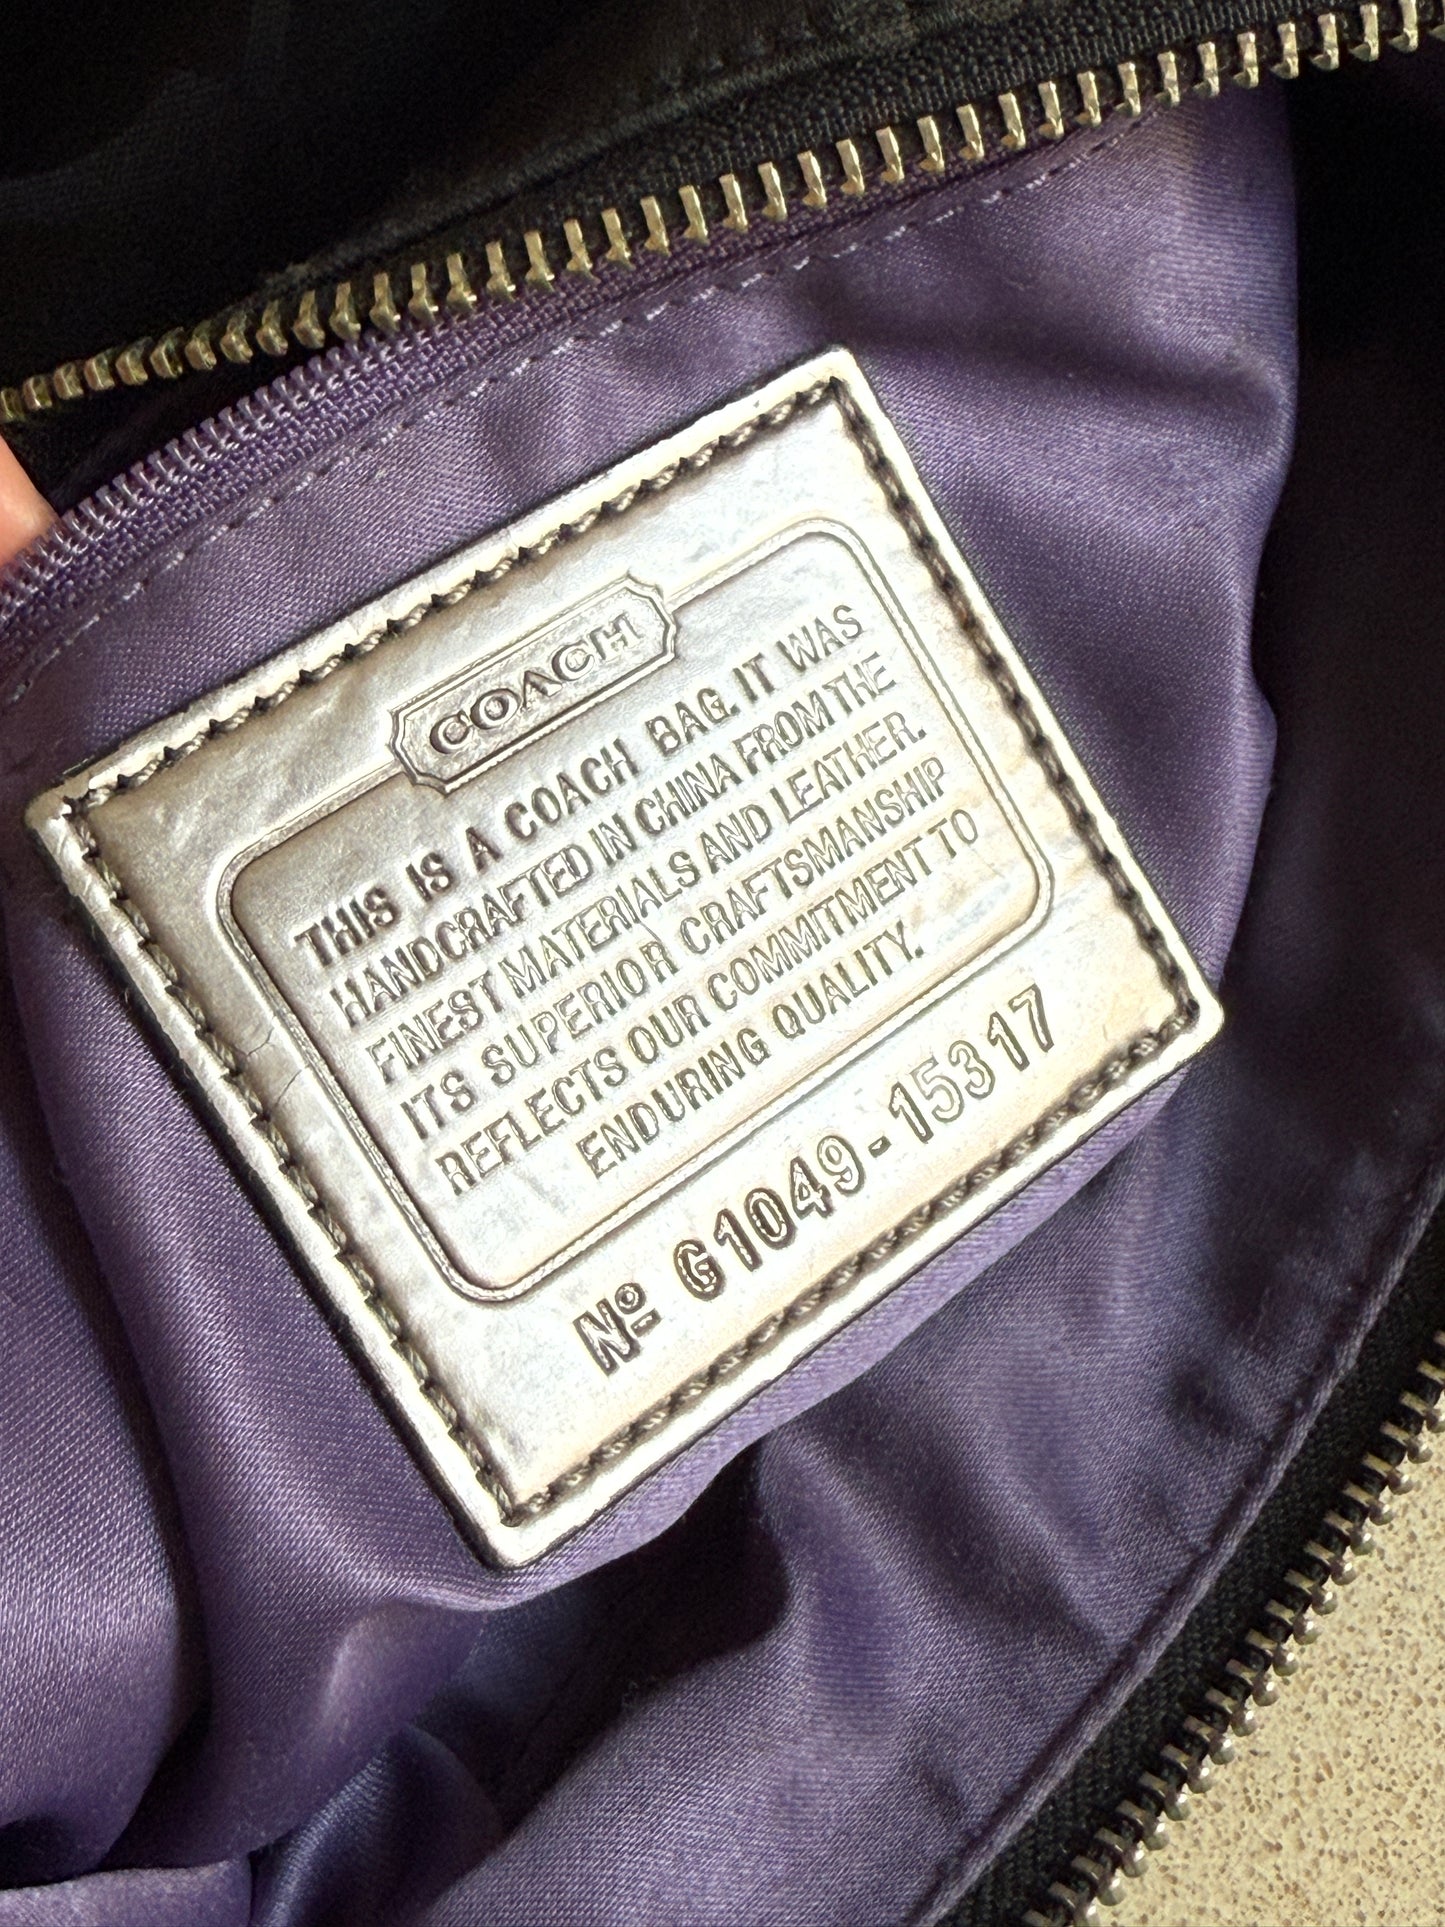 COACH
THIS IS A COACH BAG. IT WAS
HANDCRAFTED IN CHINA FROM THE
FINEST MATERIALS AND LEATHER.
ITS SUPERIOR CRAFTSMANSHIP
REFLECTS OUR COMMITMENT TO
ENDURING QUALITY.
Nº G1049-15317